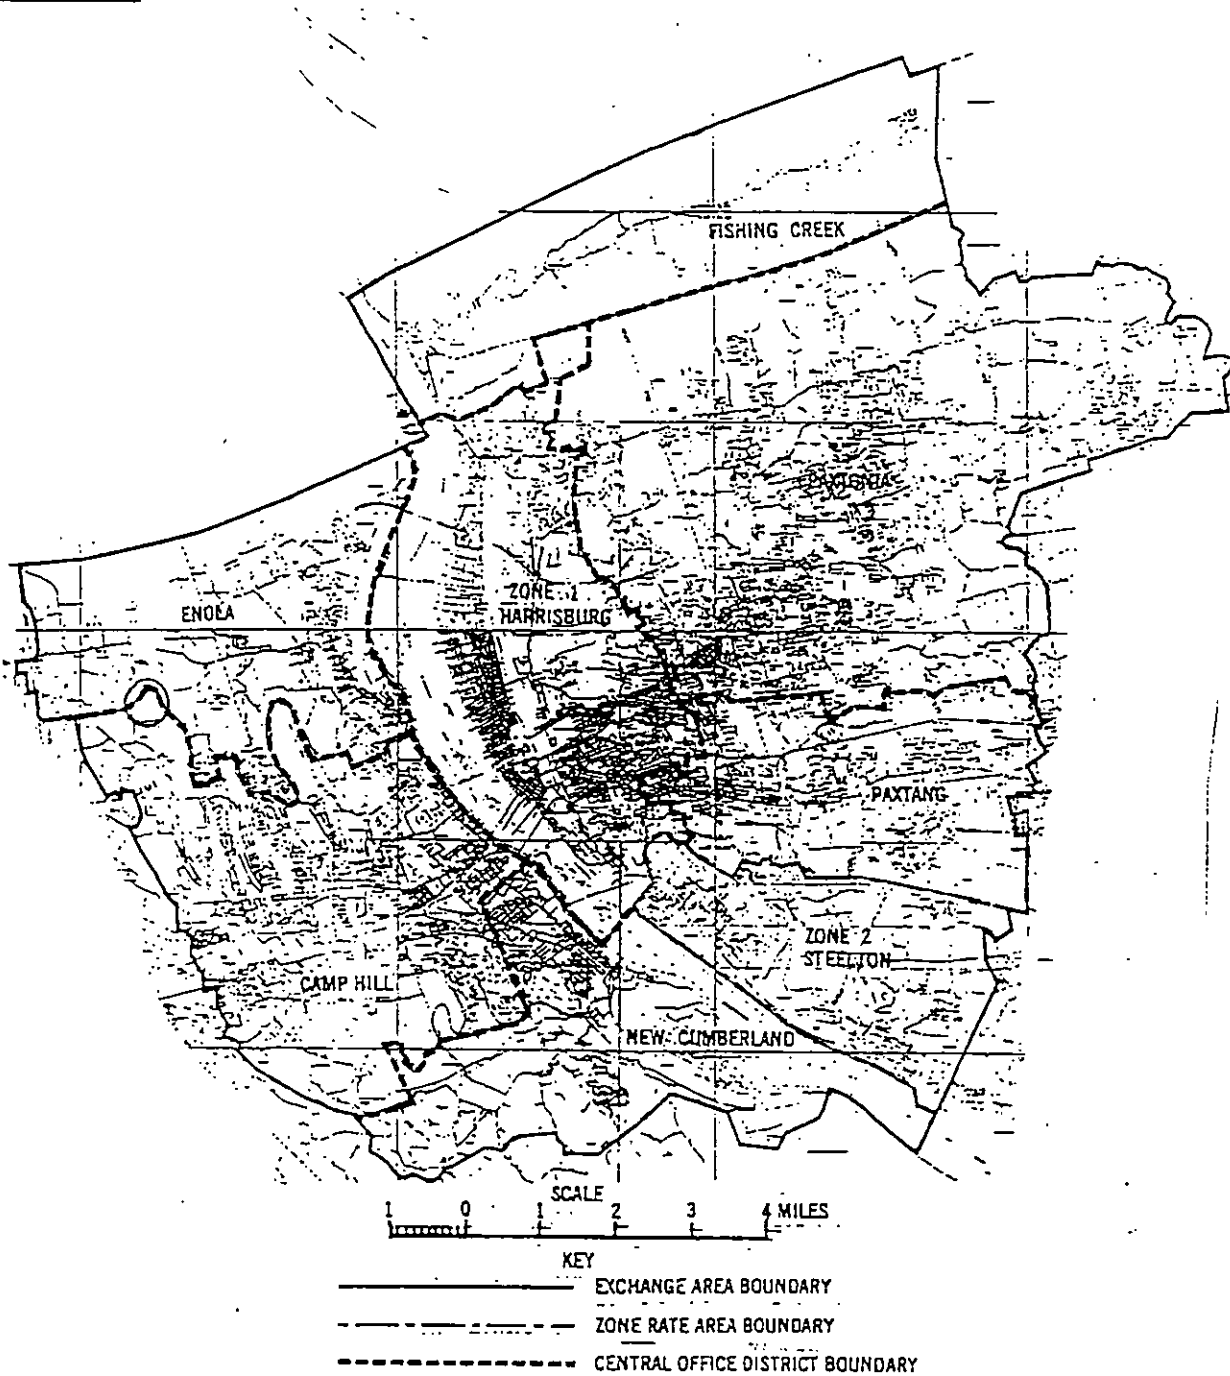 FISHING CREEK
PAXTONIA
ENOLA
ZONE 1
HARRISBURG
PAXTANG
ZONE 2
STEELTON
CAMP HILL
NEW CUMBERLAND
SCALE
1 0 1 2 3 4 MILES
KEY
EXCHANGE AREA BOUNDARY
ZONE RATE AREA BOUNDARY
CENTRAL OFFICE DISTRICT BOUNDARY